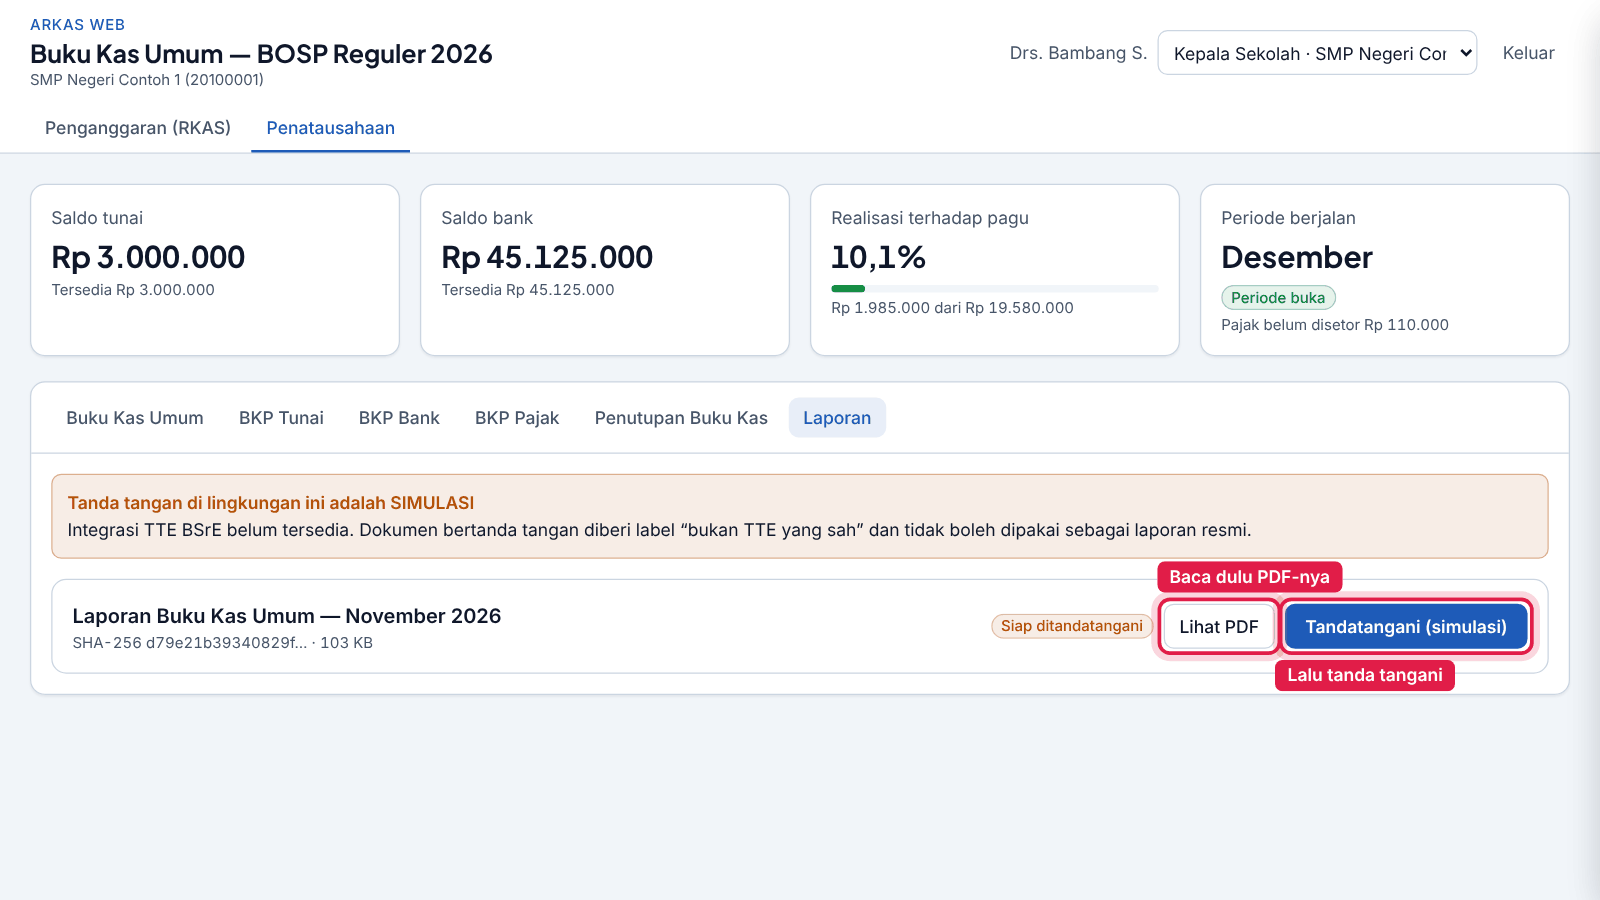 ARKAS WEB
Buku Kas Umum — BOSP Reguler 2026
SMP Negeri Contoh 1 (20100001)
Drs. Bambang S.
Kepala Sekolah · SMP Negeri Cor
Keluar
Penganggaran (RKAS)
Penatausahaan
Saldo tunai
Rp 3.000.000
Tersedia Rp 3.000.000
Saldo bank
Rp 45.125.000
Tersedia Rp 45.125.000
Realisasi terhadap pagu
10,1%
Rp 1.985.000 dari Rp 19.580.000
Periode berjalan
Desember
Periode buka
Pajak belum disetor Rp 110.000
Buku Kas Umum
BKP Tunai
BKP Bank
BKP Pajak
Penutupan Buku Kas
Laporan
Tanda tangan di lingkungan ini adalah SIMULASI
Integrasi TTE BSrE belum tersedia. Dokumen bertanda tangan diberi label “bukan TTE yang sah” dan tidak boleh dipakai sebagai laporan resmi.
Baca dulu PDF-nya
Laporan Buku Kas Umum — November 2026
SHA-256 d79e21b39340829f... · 103 KB
Siap ditandatangani
Lihat PDF
Tandatangani (simulasi)
Lalu tanda tangani